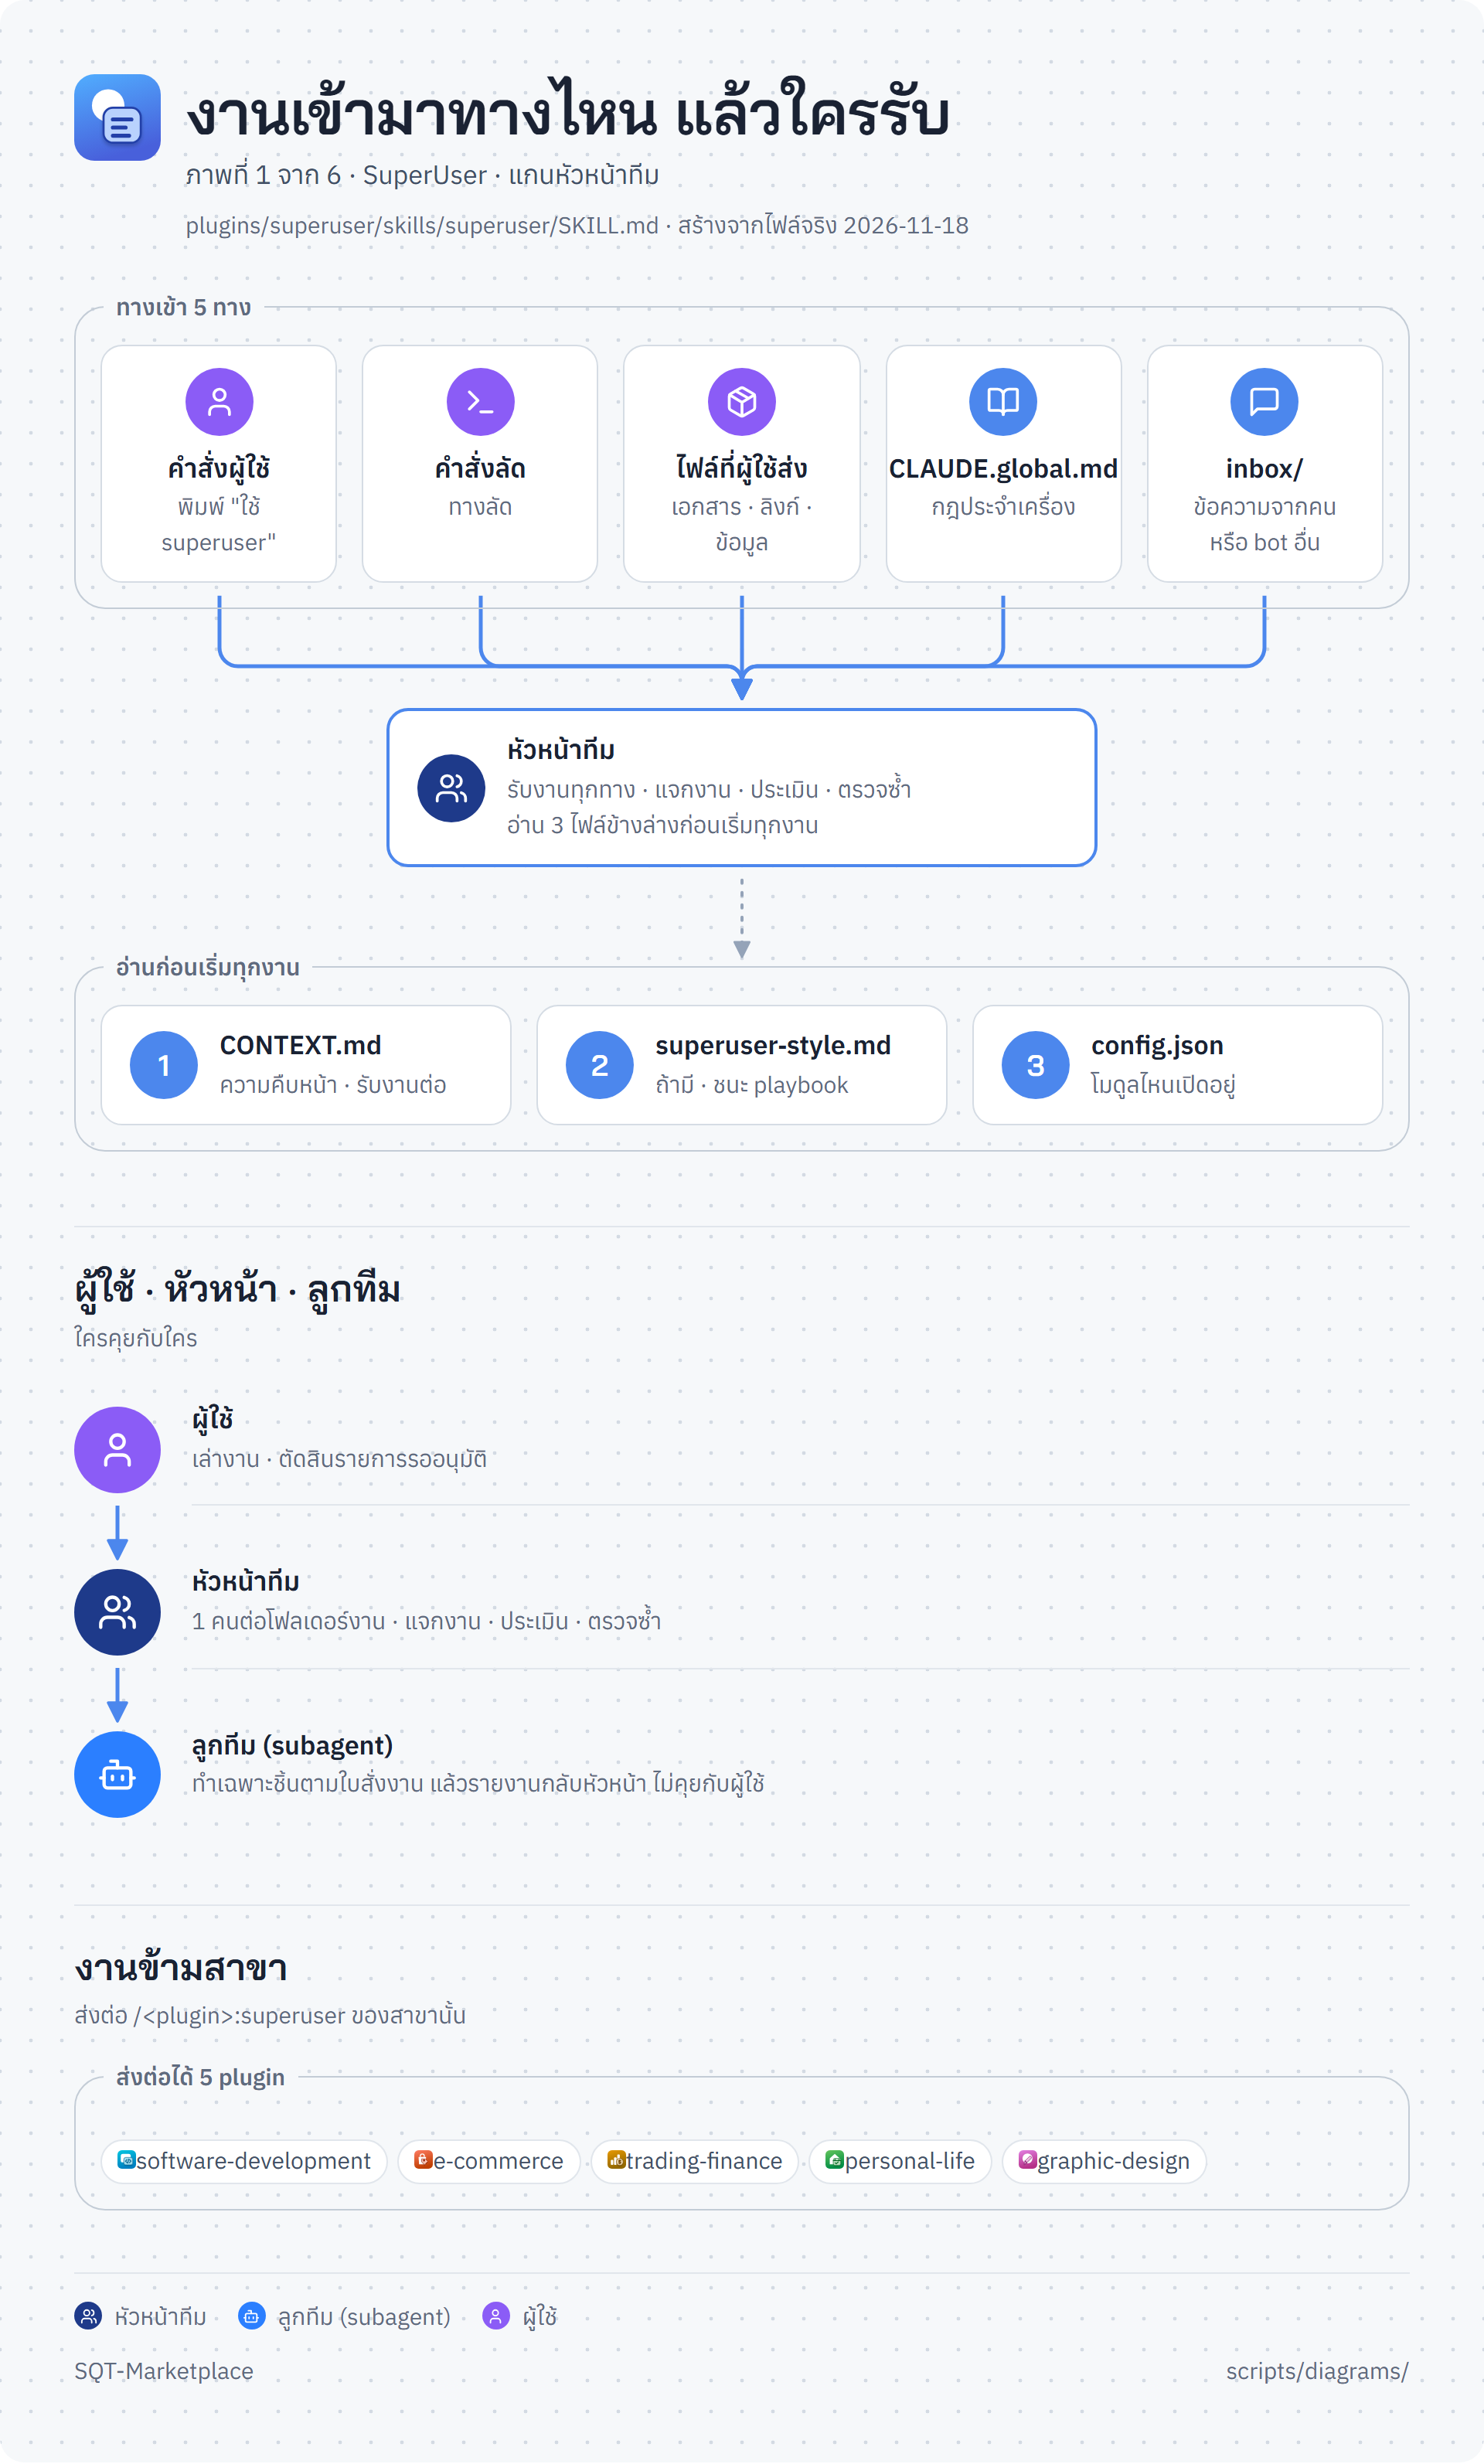 งานเข้ามาทางไหน แล้วใครรับ
ภาพที่ 1 จาก 6 · SuperUser · แกนหัวหน้าทีม
plugins/superuser/skills/superuser/SKILL.md · สร้างจากไฟล์จริง 2026-11-18
ทางเข้า 5 ทาง
คำสั่งผู้ใช้
พิมพ์ "ใช้
superuser"
คำสั่งลัด
ทางลัด
ไฟล์ที่ผู้ใช้ส่ง
เอกสาร · ลิงก์ ·
ข้อมูล
CLAUDE.global.md
กฎประจำเครื่อง
inbox/
ข้อความจากคน
หรือ bot อื่น
หัวหน้าทีม
รับงานทุกทาง · แจกงาน · ประเมิน · ตรวจซ้ำ
อ่าน 3 ไฟล์ข้างล่างก่อนเริ่มทุกงาน
อ่านก่อนเริ่มทุกงาน
1
CONTEXT.md
ความคืบหน้า · รับงานต่อ
2
superuser-style.md
ถ้ามี · ชนะ playbook
3
config.json
โมดูลไหนเปิดอยู่
ผู้ใช้ · หัวหน้า · ลูกทีม
ใครคุยกับใคร
ผู้ใช้
เล่างาน · ตัดสินรายการรออนุมัติ
หัวหน้าทีม
1 คนต่อโฟลเดอร์งาน · แจกงาน · ประเมิน · ตรวจซ้ำ
ลูกทีม (subagent)
ทำเฉพาะชิ้นตามใบสั่งงาน แล้วรายงานกลับหัวหน้า ไม่คุยกับผู้ใช้
งานข้ามสาขา
ส่งต่อ /<plugin>:superuser ของสาขานั้น
ส่งต่อได้ 5 plugin
software-development
e-commerce
trading-finance
personal-life
graphic-design
หัวหน้าทีม
ลูกทีม (subagent)
ผู้ใช้
SQT-Marketplace
scripts/diagrams/